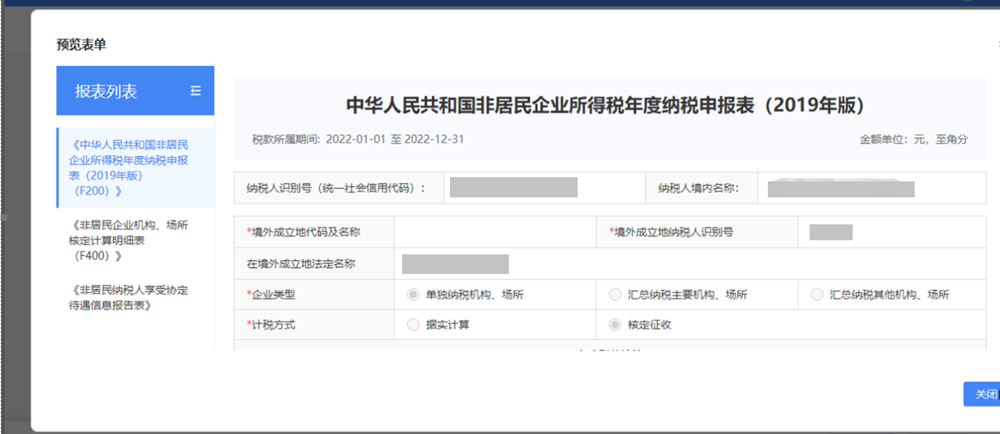 预览表单
报表列表
《中华人民共和国非居民
企业所得税年度纳税申报
表（2019年版）
（F200）》
《非居民企业机构、场所
核定计算明细表
（F400）》
《非居民纳税人享受协定
待遇信息报告表》
中华人民共和国非居民企业所得税年度纳税申报表（2019年版）
税款所属期间: 2022-01-01 至 2022-12-31 金额单位：元，至角分
纳税人识别号（统一社会信用代码）: 纳税人境内名称:
*境外成立地代码及名称 *境外成立地纳税人识别号
在境外成立地法定名称
*企业类型 单独纳税机构、场所 汇总纳税主要机构、场所 汇总纳税其他机构、场所
*计税方式 据实计算 核定征收
关闭